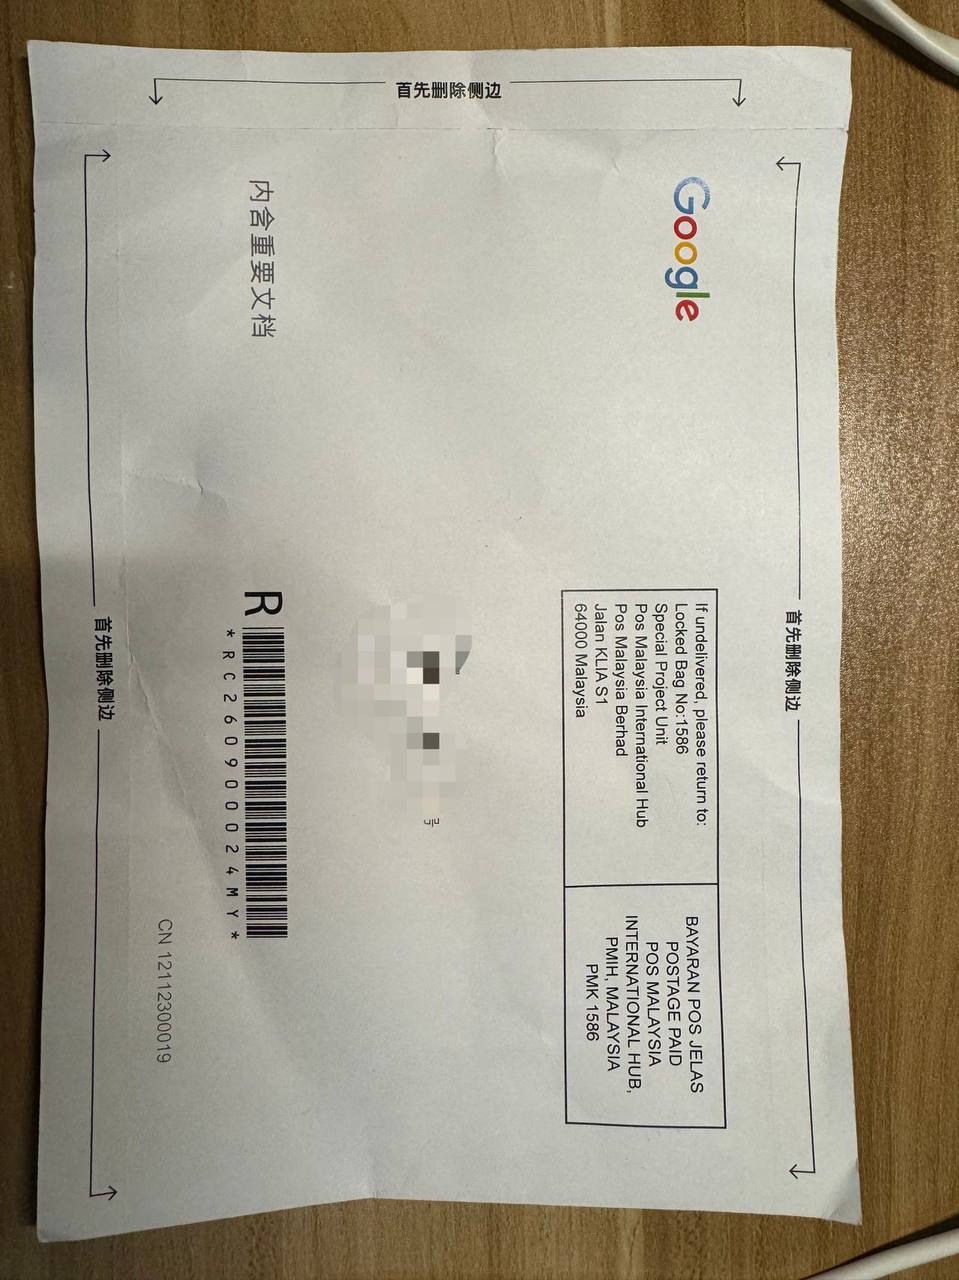 首先删除侧边
首先删除侧边
Google
If undelivered, please return to:
Locked Bag No:1586
Special Project Unit
Pos Malaysia International Hub
Pos Malaysia Berhad
Jalan KLIA S1
64000 Malaysia
BAYARAN POS JELAS
POSTAGE PAID
POS MALAYSIA
INTERNATIONAL HUB,
PMIH, MALAYSIA
PMK 1586
内含重要文档
R
*RC260900024MY*
CN 12112300019
首先删除侧边